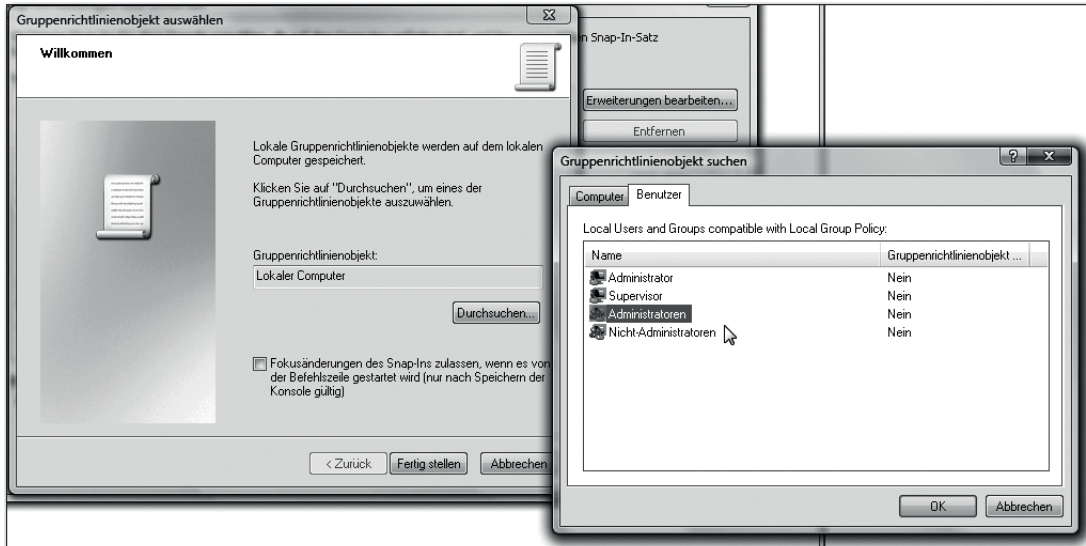 Gruppenrichtlinienobjekt auswählen
Willkommen
Lokale Gruppenrichtlinienobjekte werden auf dem lokalen
Computer gespeichert.
Klicken Sie auf "Durchsuchen", um eines der
Gruppenrichtlinienobjekte auszuwählen.
Gruppenrichtlinienobjekt:
Lokaler Computer
Durchsuchen...
Fokusänderungen des Snap-Ins zulassen, wenn es von
der Befehlszeile gestartet wird (nur nach Speichern der
Konsole gültig)
< Zurück
Fertig stellen
Abbrechen
n Snap-In-Satz
Erweiterungen bearbeiten...
Entfernen
Gruppenrichtlinienobjekt suchen
Computer
Benutzer
Local Users and Groups compatible with Local Group Policy:
Name Gruppenrichtlinienobjekt ...
Administrator Nein
Supervisor Nein
Administratoren Nein
Nicht-Administratoren Nein
OK
Abbrechen